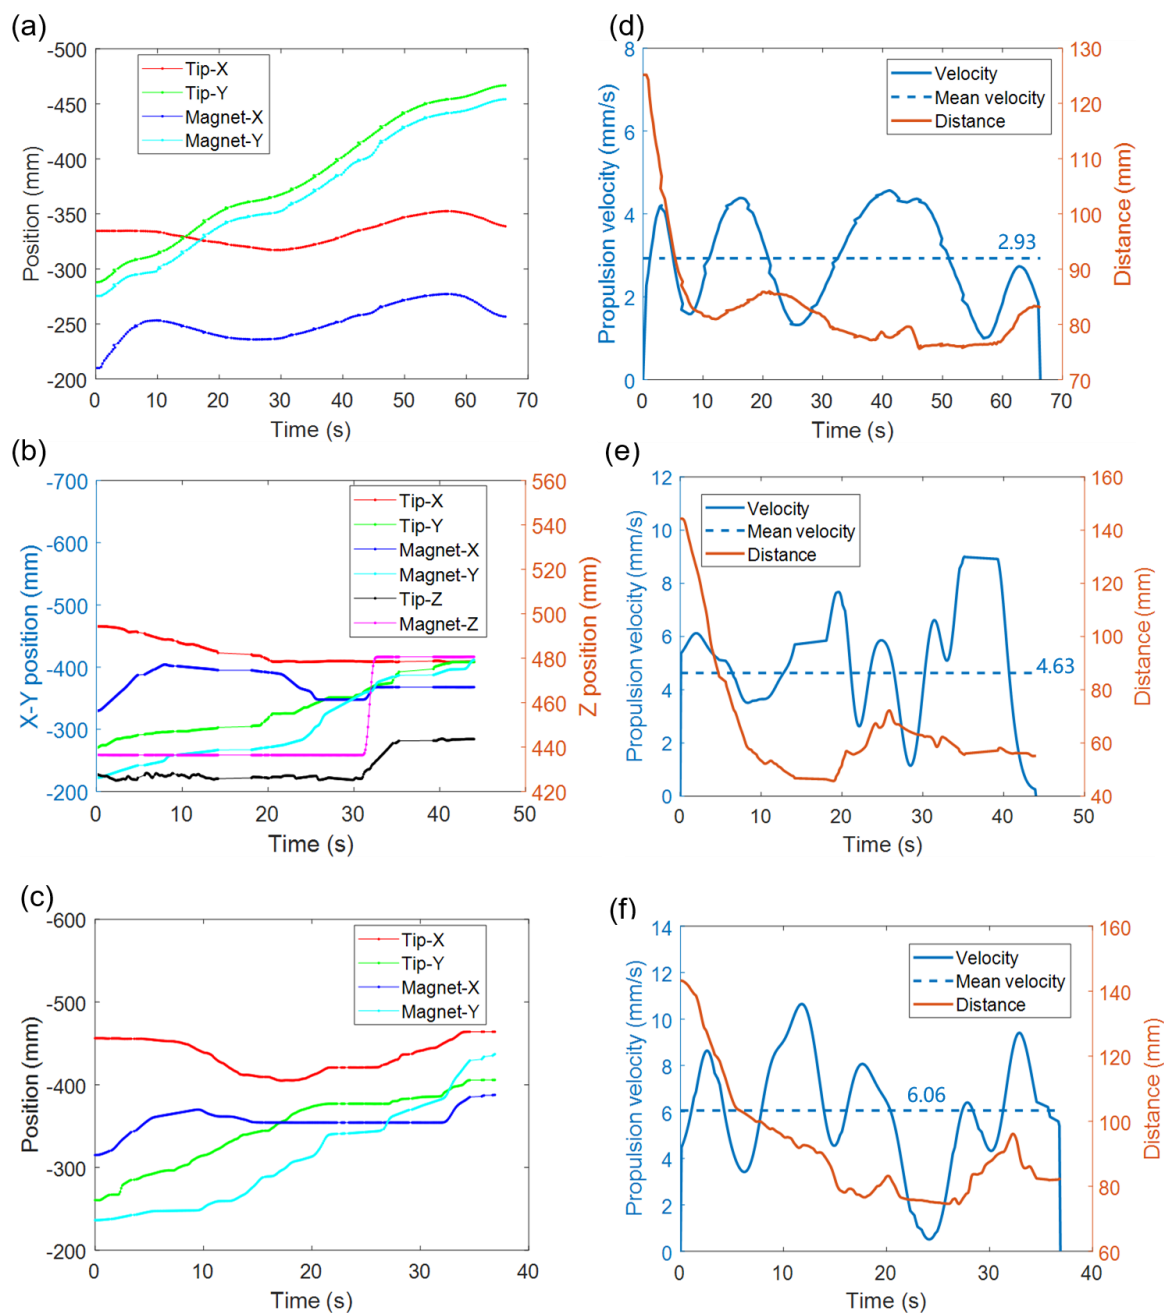 (a)
-500
-450
-400
-350
-300
-250
-200
0 10 20 30 40 50 60 70
Position (mm)
Time (s)
Tip-X
Tip-Y
Magnet-X
Magnet-Y
(d)
8
6
4
2
0
130
120
110
100
90
80
70
0 10 20 30 40 50 60 70
Propulsion velocity (mm/s)
Distance (mm)
Time (s)
Velocity
Mean velocity
Distance
2.93
(b)
-700
-600
-500
-400
-300
-200
560
540
520
500
480
460
440
420
0 10 20 30 40 50
X-Y position (mm)
Z position (mm)
Time (s)
Tip-X
Tip-Y
Magnet-X
Magnet-Y
Tip-Z
Magnet-Z
(e)
12
10
8
6
4
2
0
160
140
120
100
80
60
40
0 10 20 30 40 50
Propulsion velocity (mm/s)
Distance (mm)
Time (s)
Velocity
Mean velocity
Distance
4.63
(c)
-600
-500
-400
-300
-200
0 10 20 30 40
Position (mm)
Time (s)
Tip-X
Tip-Y
Magnet-X
Magnet-Y
(f)
14
12
10
8
6
4
2
0
160
140
120
100
80
60
0 10 20 30 40
Propulsion velocity (mm/s)
Distance (mm)
Time (s)
Velocity
Mean velocity
Distance
6.06